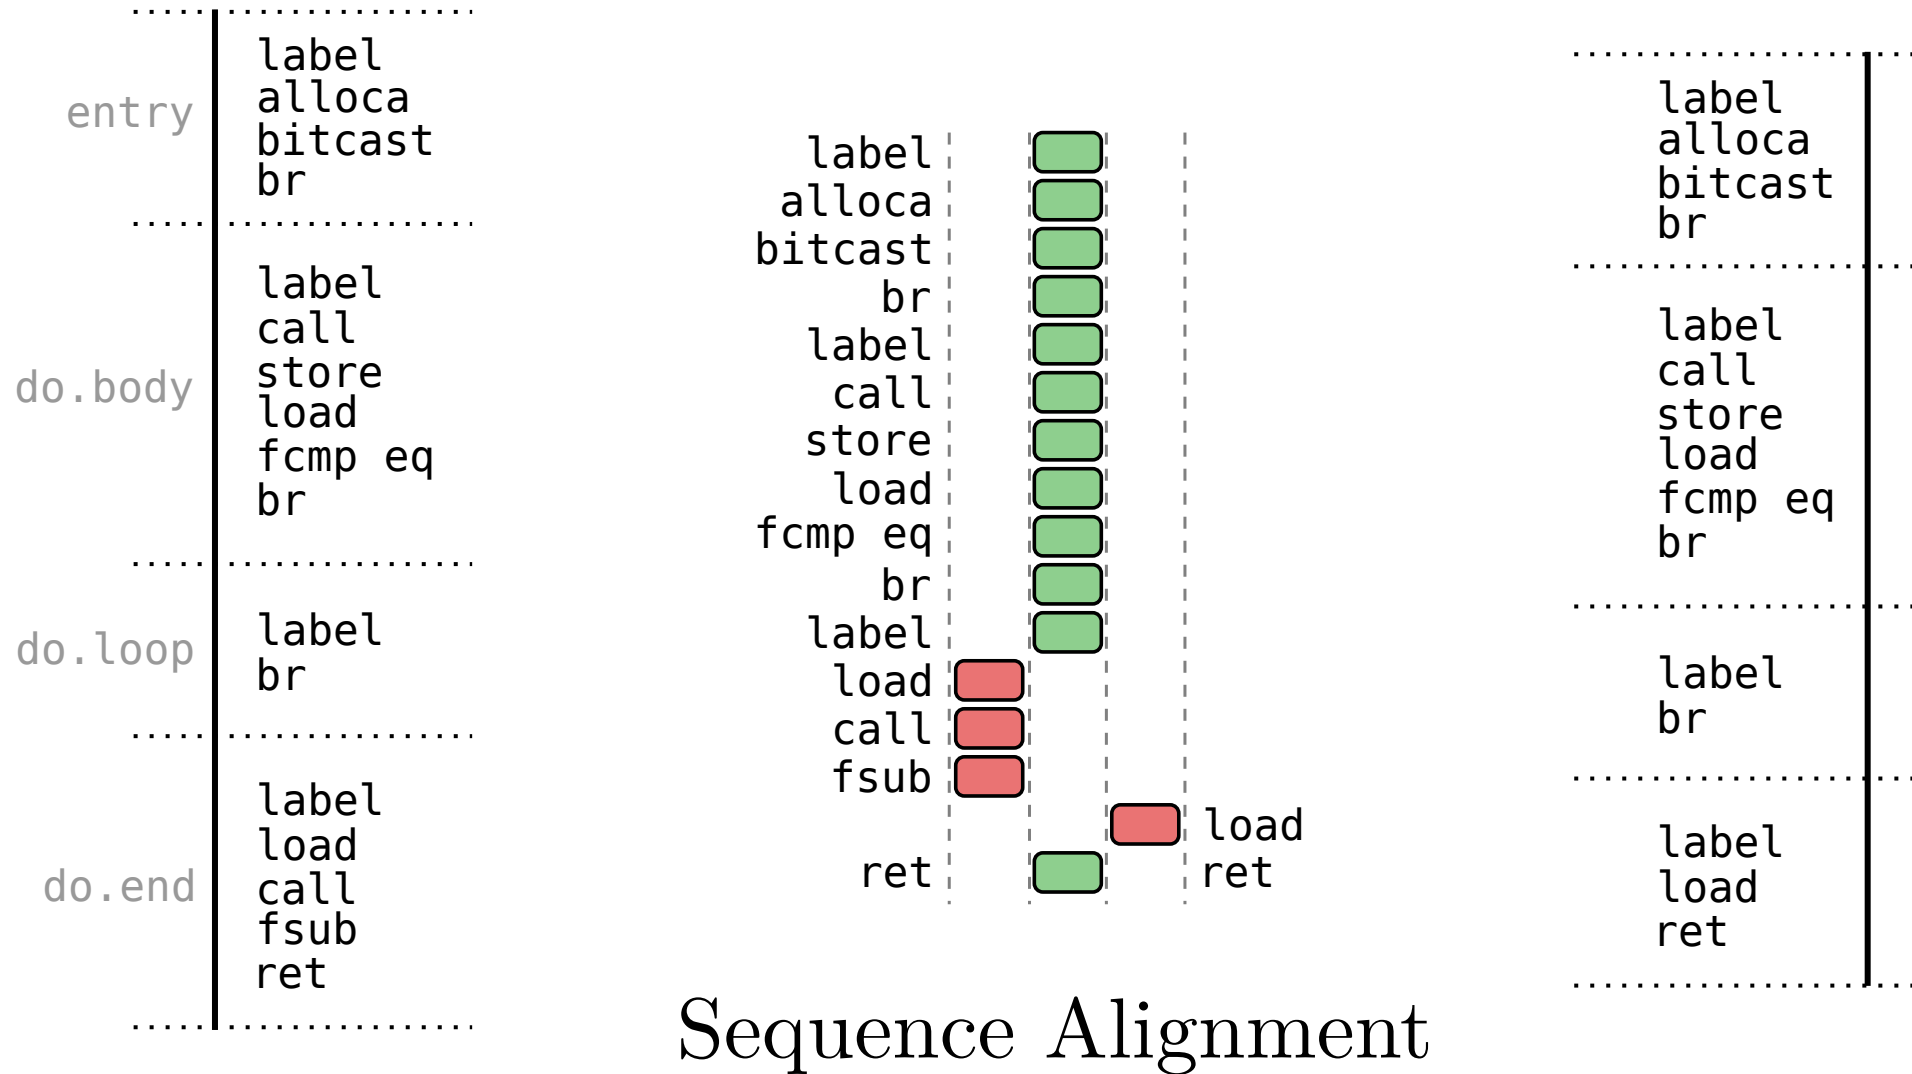 entry
label
alloca
bitcast
br
do.body
label
call
store
load
fcmp eq
br
do.loop
label
br
do.end
label
load
call
fsub
ret
label
alloca
bitcast
br
label
call
store
load
fcmp eq
br
label
load
call
fsub
load
ret ret
label
alloca
bitcast
br
label
call
store
load
fcmp eq
br
label
br
label
load
ret
Sequence Alignment